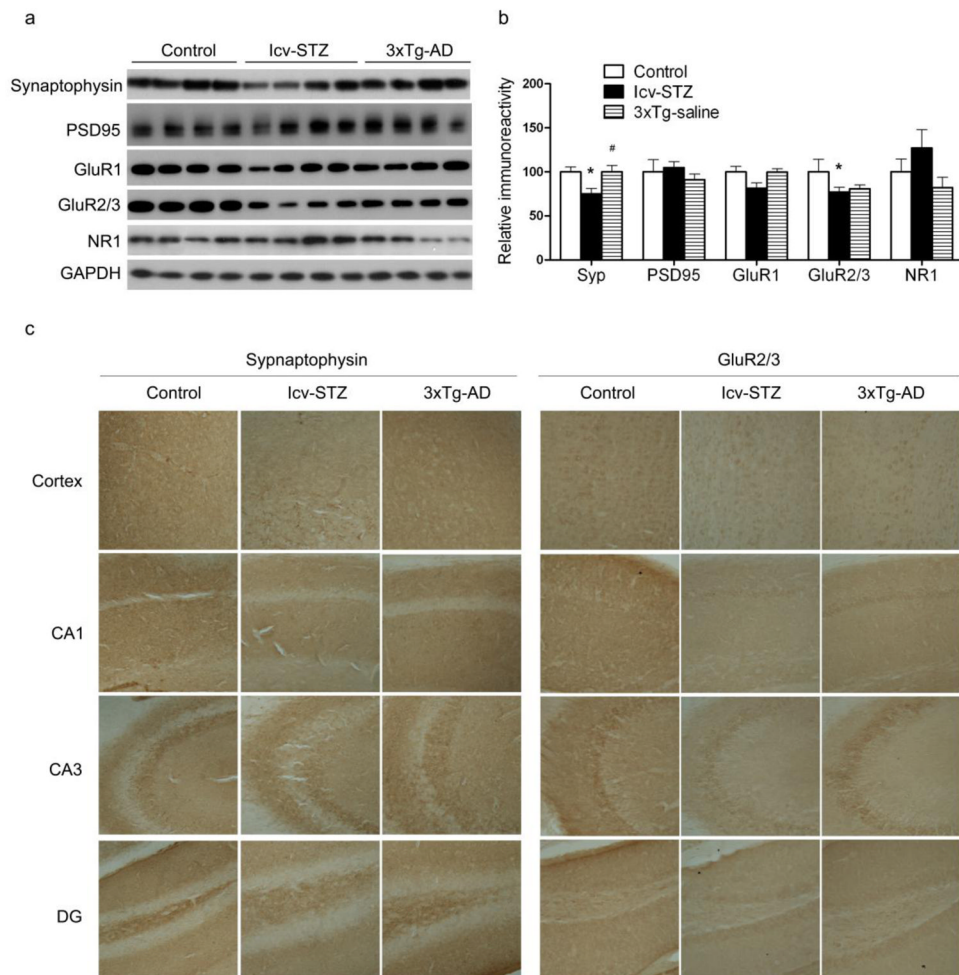 a
Control Icv-STZ 3xTg-AD
Synaptophysin
PSD95
GluR1
GluR2/3
NR1
GAPDH
b
Control
Icv-STZ
3xTg-saline
Relative immunoreactivity
200
150
100
50
0
* # *
Syp PSD95 GluR1 GluR2/3 NR1
c
Sypnaptophysin GluR2/3
Control Icv-STZ 3xTg-AD Control Icv-STZ 3xTg-AD
Cortex
CA1
CA3
DG